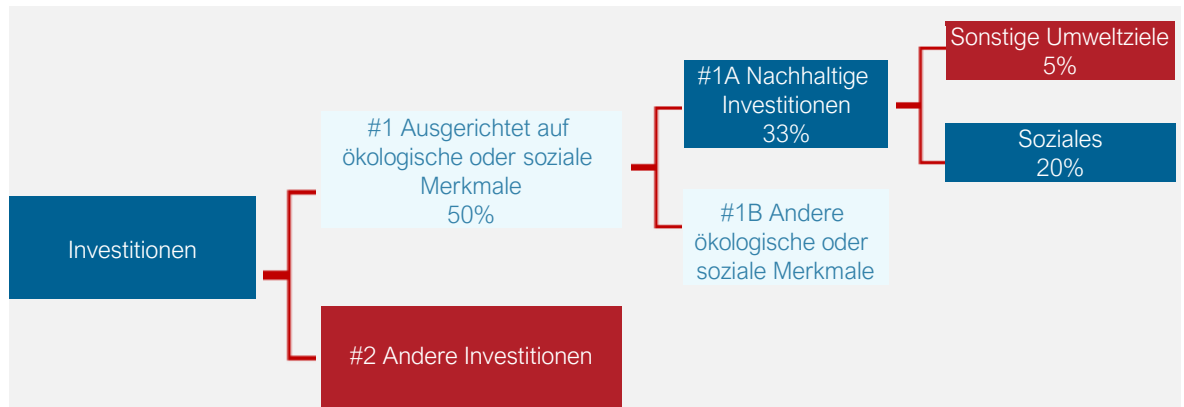 Investitionen
#1 Ausgerichtet auf
ökologische oder soziale
Merkmale
50%
#2 Andere Investitionen
#1A Nachhaltige
Investitionen
33%
#1B Andere
ökologische oder
soziale Merkmale
Sonstige Umweltziele
5%
Soziales
20%